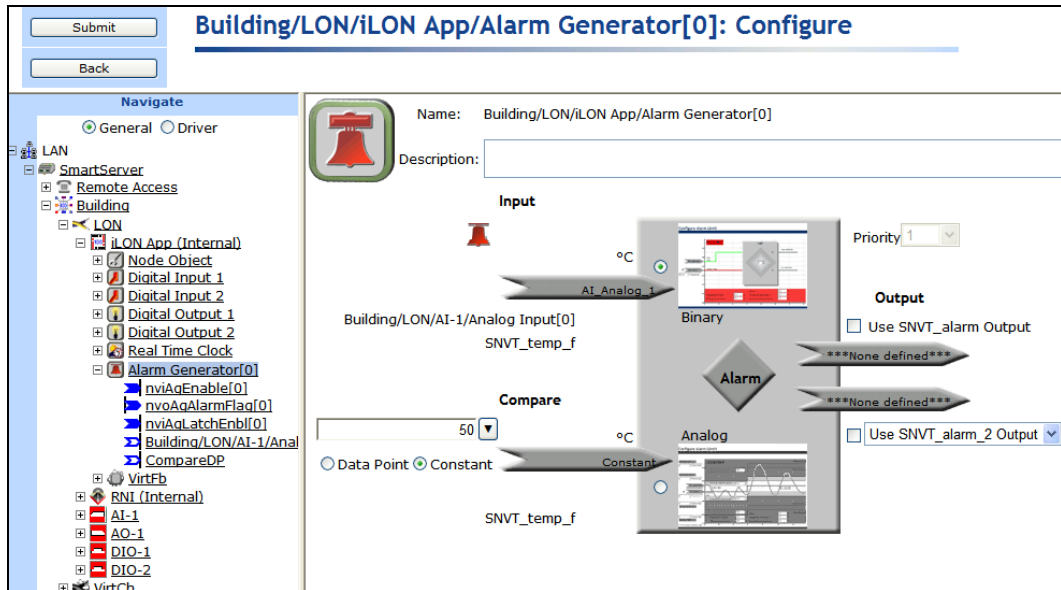 Submit
Building/LON/iLON App/Alarm Generator[0]: Configure
Back
Navigate
General Driver
LAN
SmartServer
Remote Access
Building
LON
iLON App (Internal)
Node Object
Digital Input 1
Digital Input 2
Digital Output 1
Digital Output 2
Real Time Clock
Alarm Generator[0]
nviAgEnable[0]
nvoAgAlarmFlag[0]
nviAgLatchEnbl[0]
Building/LON/AI-1/Anal
CompareDP
VirtFb
RNI (Internal)
AI-1
AO-1
DIO-1
DIO-2
VirtCh
Name: Building/LON/iLON App/Alarm Generator[0]
Description:
Input
°C
AI_Analog_1
Building/LON/AI-1/Analog Input[0]
SNVT_temp_f
Compare
50
°C
Data Point Constant
Constant
SNVT_temp_f
Binary
Alarm
Analog
Priority 1
Output
Use SNVT_alarm Output
***None defined***
***None defined***
Use SNVT_alarm_2 Output